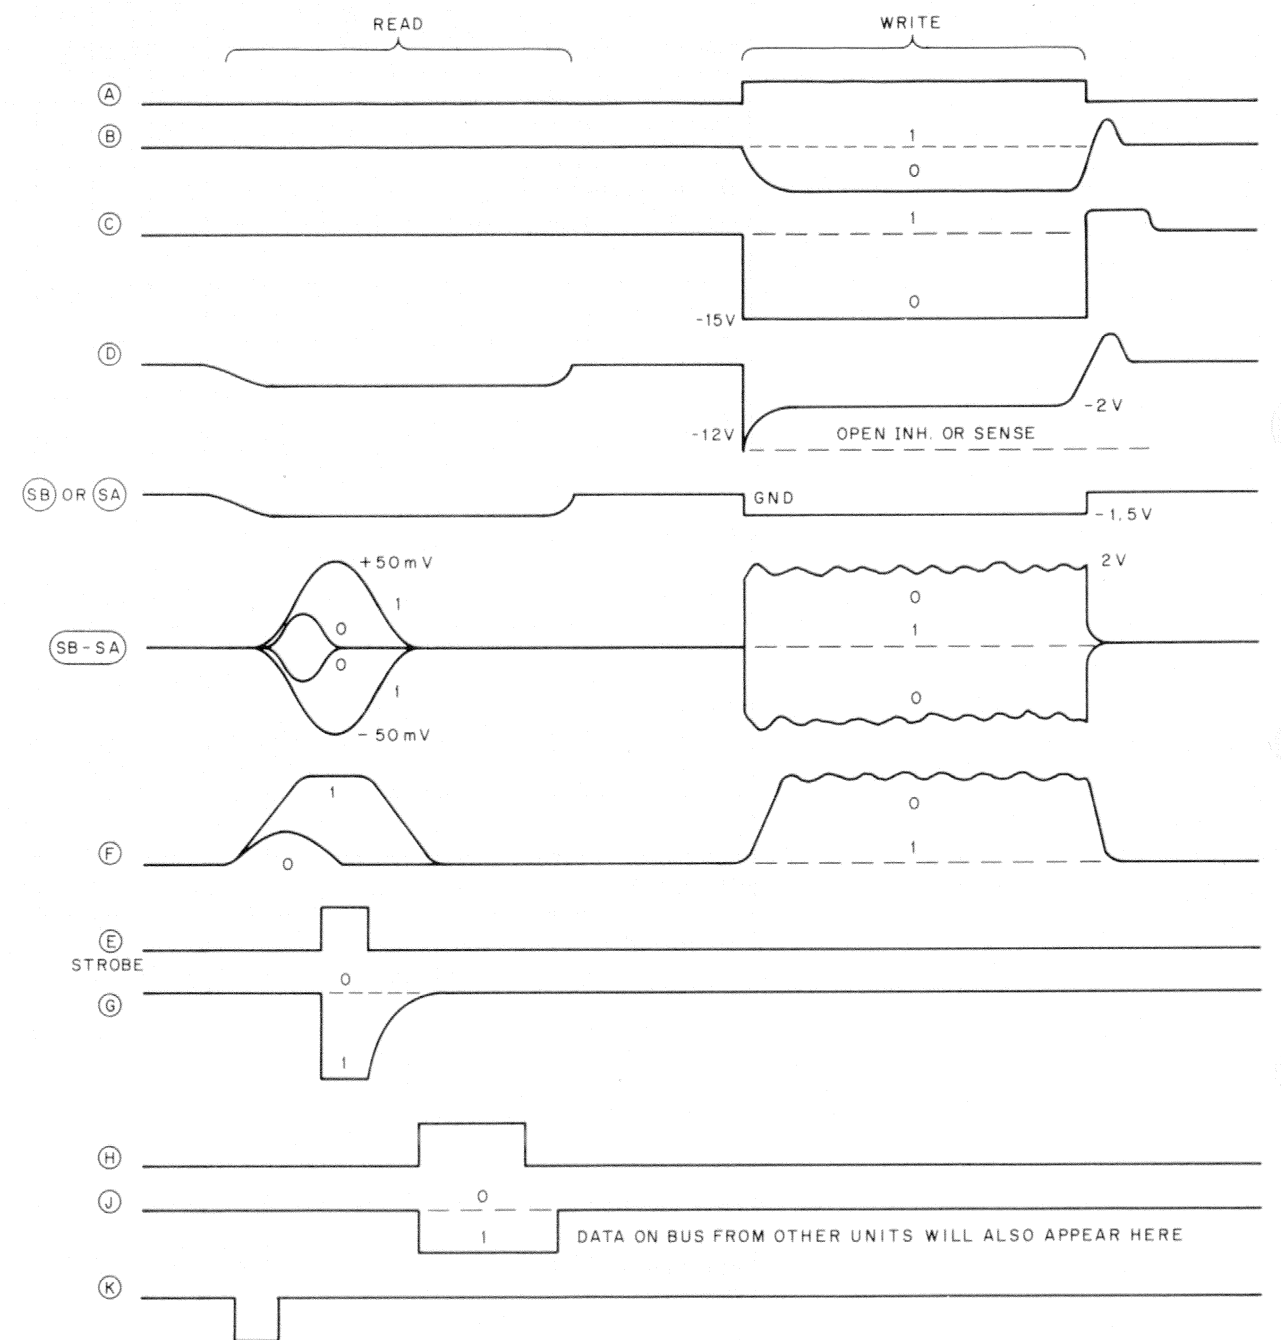 READ
WRITE
A
B
1
0
C
1
0
-15V
D
-2V
-12V
OPEN INH. OR SENSE
SB OR SA
GND
-1.5V
+50mV
2V
1
0
0
1
SB-SA
0
1
0
-50mV
1
0
0
1
F
0
E
STROBE
0
G
1
H
J
0
1
DATA ON BUS FROM OTHER UNITS WILL ALSO APPEAR HERE
K